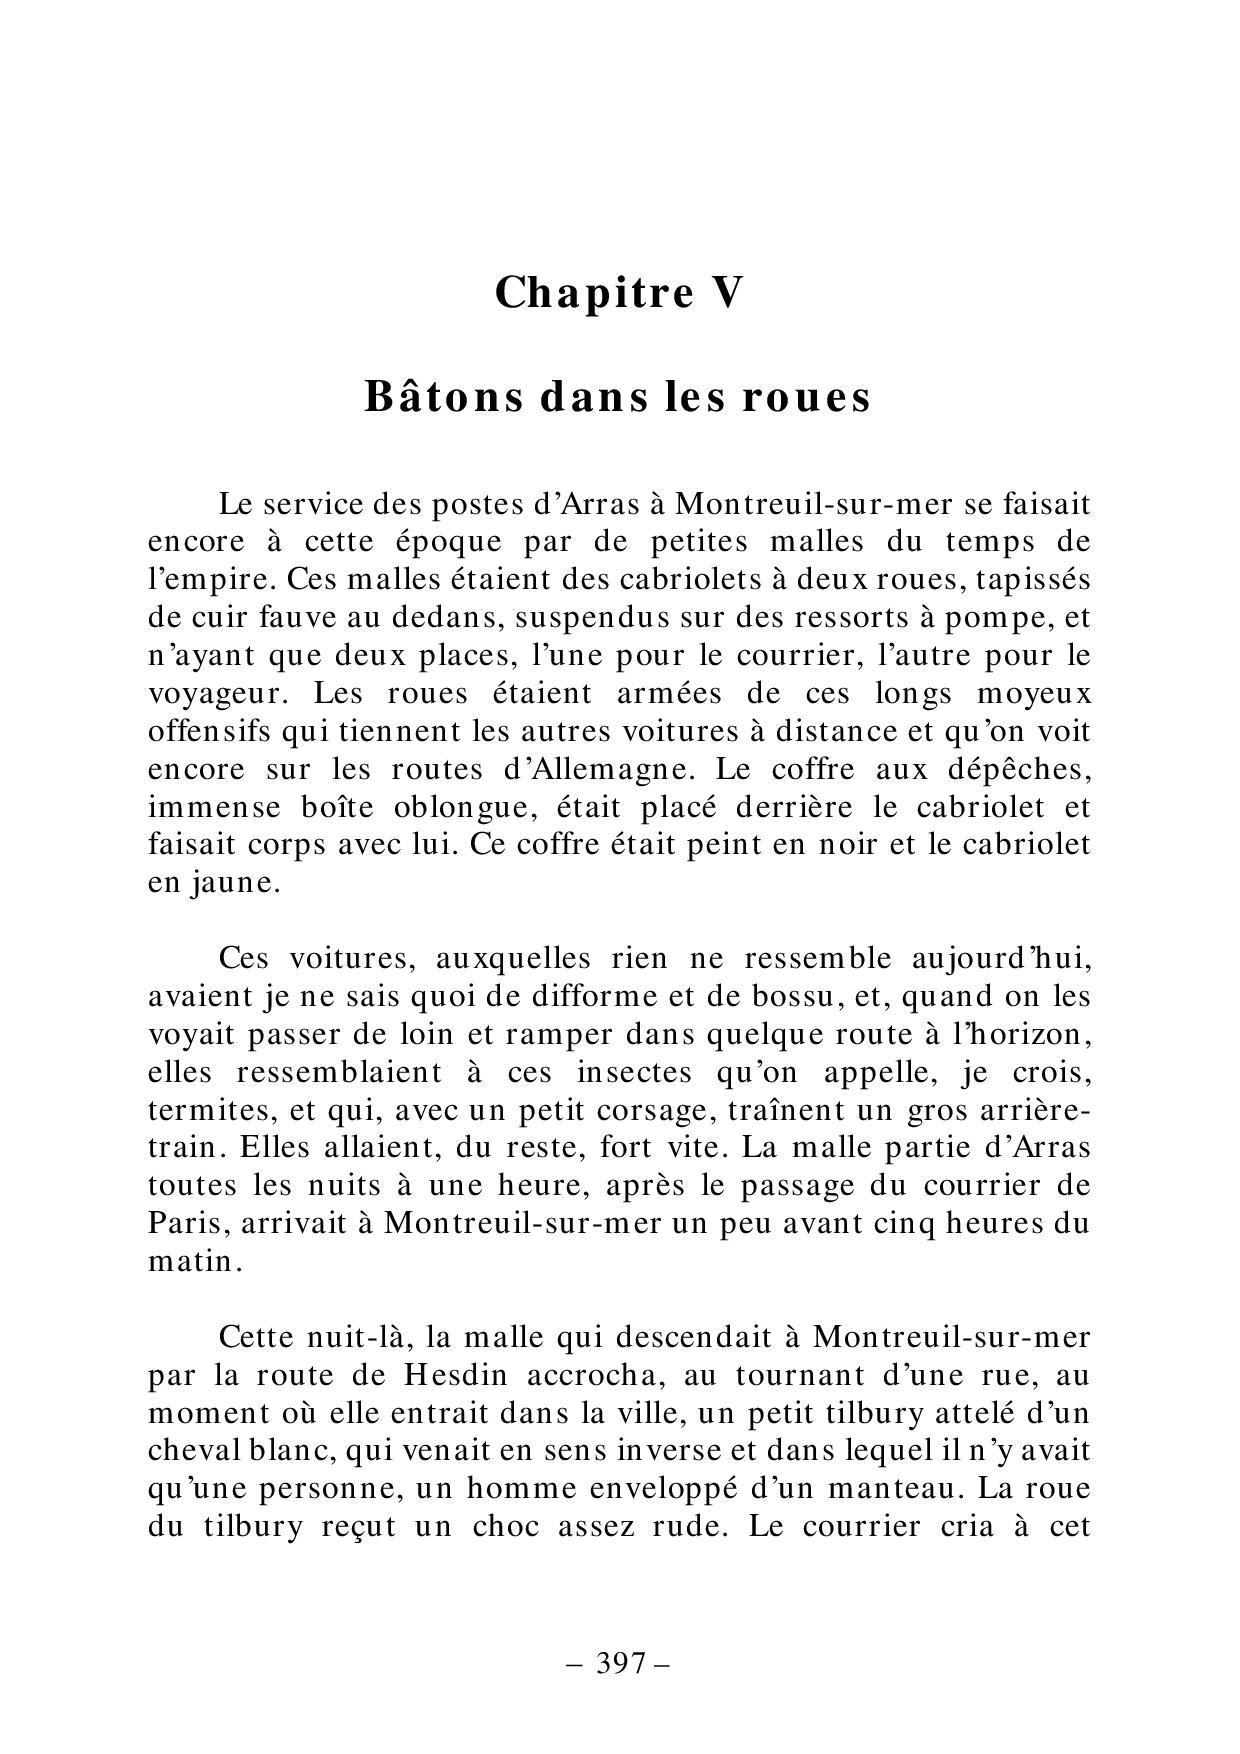 Chapitre V
Bâtons dans les roues
Le service des postes d’Arras à Montreuil-sur-mer se faisait
encore à cette époque par de petites malles du temps de
l’empire. Ces malles étaient des cabriolets à deux roues, tapissés
de cuir fauve au dedans, suspendus sur des ressorts à pompe, et
n’ayant que deux places, l’une pour le courrier, l’autre pour le
voyageur. Les roues étaient armées de ces longs moyeux
offensifs qui tiennent les autres voitures à distance et qu’on voit
encore sur les routes d’Allemagne. Le coffre aux dépêches,
immense boîte oblongue, était placé derrière le cabriolet et
faisait corps avec lui. Ce coffre était peint en noir et le cabriolet
en jaune.
Ces voitures, auxquelles rien ne ressemble aujourd’hui,
avaient je ne sais quoi de difforme et de bossu, et, quand on les
voyait passer de loin et ramper dans quelque route à l’horizon,
elles ressemblaient à ces insectes qu’on appelle, je crois,
termites, et qui, avec un petit corsage, traînent un gros arrière-
train. Elles allaient, du reste, fort vite. La malle partie d’Arras
toutes les nuits à une heure, après le passage du courrier de
Paris, arrivait à Montreuil-sur-mer un peu avant cinq heures du
matin.
Cette nuit-là, la malle qui descendait à Montreuil-sur-mer
par la route de Hesdin accrocha, au tournant d’une rue, au
moment où elle entrait dans la ville, un petit tilbury attelé d’un
cheval blanc, qui venait en sens inverse et dans lequel il n’y avait
qu’une personne, un homme enveloppé d’un manteau. La roue
du tilbury reçut un choc assez rude. Le courrier cria à cet
– 397 –